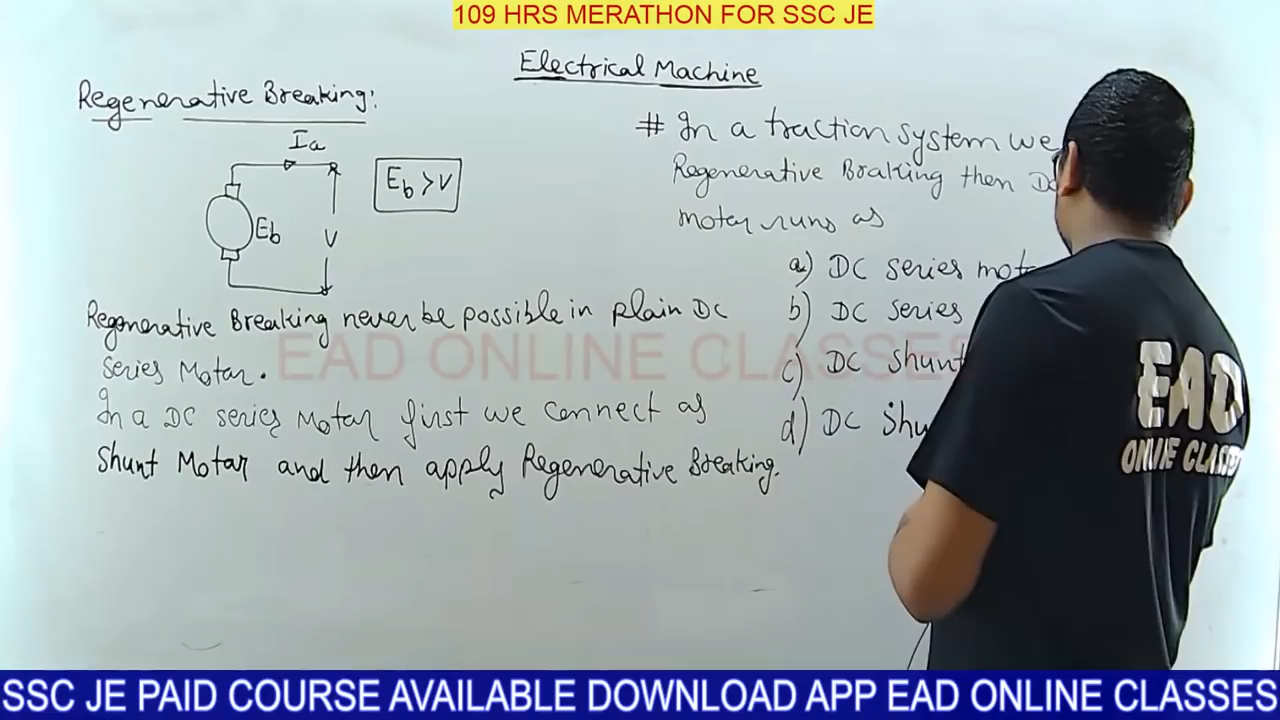 109 HRS MERATHON FOR SSC JE
Electrical Machine
Regenerative Breaking:
Ia
Eb
V
Eb > V
Regenerative Breaking never be possible in plain DC
series Motor.
In a DC series Motor first we connect as
Shunt Motar and then apply Regenerative Breaking.
# In a traction system we
Regenerative Braking then DC
motor runs as
a) DC series motor
b) DC series
c) DC shunt
d) DC
EAD ONLINE CLASSES
EAD
ONLINE CLASSES
SSC JE PAID COURSE AVAILABLE DOWNLOAD APP EAD ONLINE CLASSES